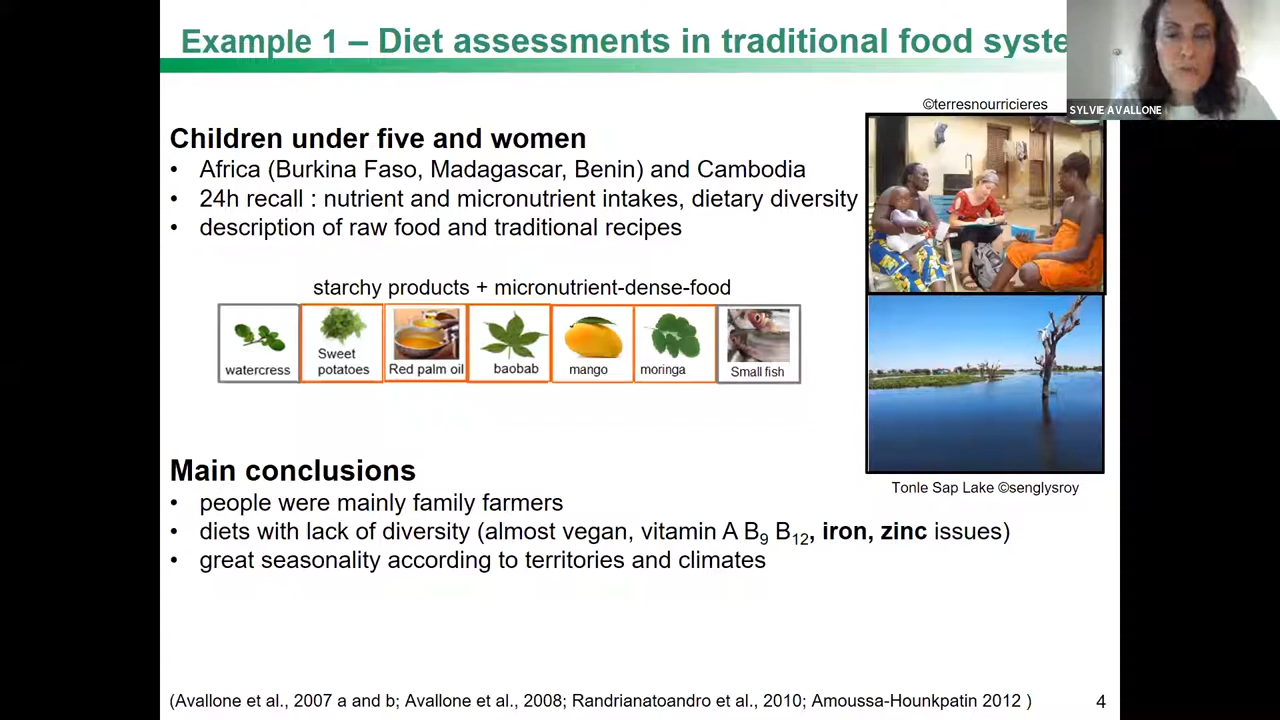 Example 1 – Diet assessments in traditional food syste
SYLVIE AVALLONE
©terresnourricieres
Children under five and women
• Africa (Burkina Faso, Madagascar, Benin) and Cambodia
• 24h recall : nutrient and micronutrient intakes, dietary diversity
• description of raw food and traditional recipes
starchy products + micronutrient-dense-food
watercress
Sweet
potatoes
Red palm oil
baobab
mango
moringa
Small fish
Tonle Sap Lake ©senglysroy
Main conclusions
• people were mainly family farmers
• diets with lack of diversity (almost vegan, vitamin A B9 B12, iron, zinc issues)
• great seasonality according to territories and climates
(Avallone et al., 2007 a and b; Avallone et al., 2008; Randrianatoandro et al., 2010; Amoussa-Hounkpatin 2012 )
4